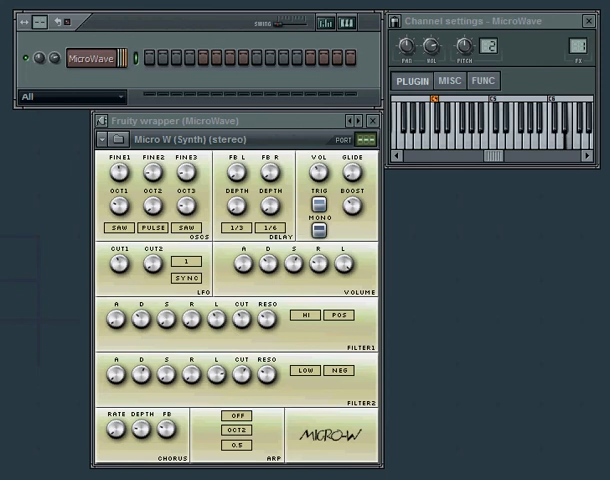 SWING
MicroWave
All
Channel settings - MicroWave
PAN VOL PITCH 2 FX 1
PLUGIN MISC FUNC
C4 C5 C6
Fruity wrapper (MicroWave)
Micro W (Synth) (stereo) PORT ---
FINE1 FINE2 FINE3 FB L FB R VOL GLIDE
OCT1 OCT2 OCT3 DEPTH DEPTH TRIG BOOST
MONO
SAW PULSE SAW 1/3 1/6
OSCS DELAY
CUT1 CUT2 1 A D S R L
SYNC
LFO VOLUME
A D S R L CUT RESO HI POS
FILTER1
A D S R L CUT RESO LOW NEG
FILTER2
RATE DEPTH FB OFF
OCT2 MICRO-W
0.5
CHORUS ARP